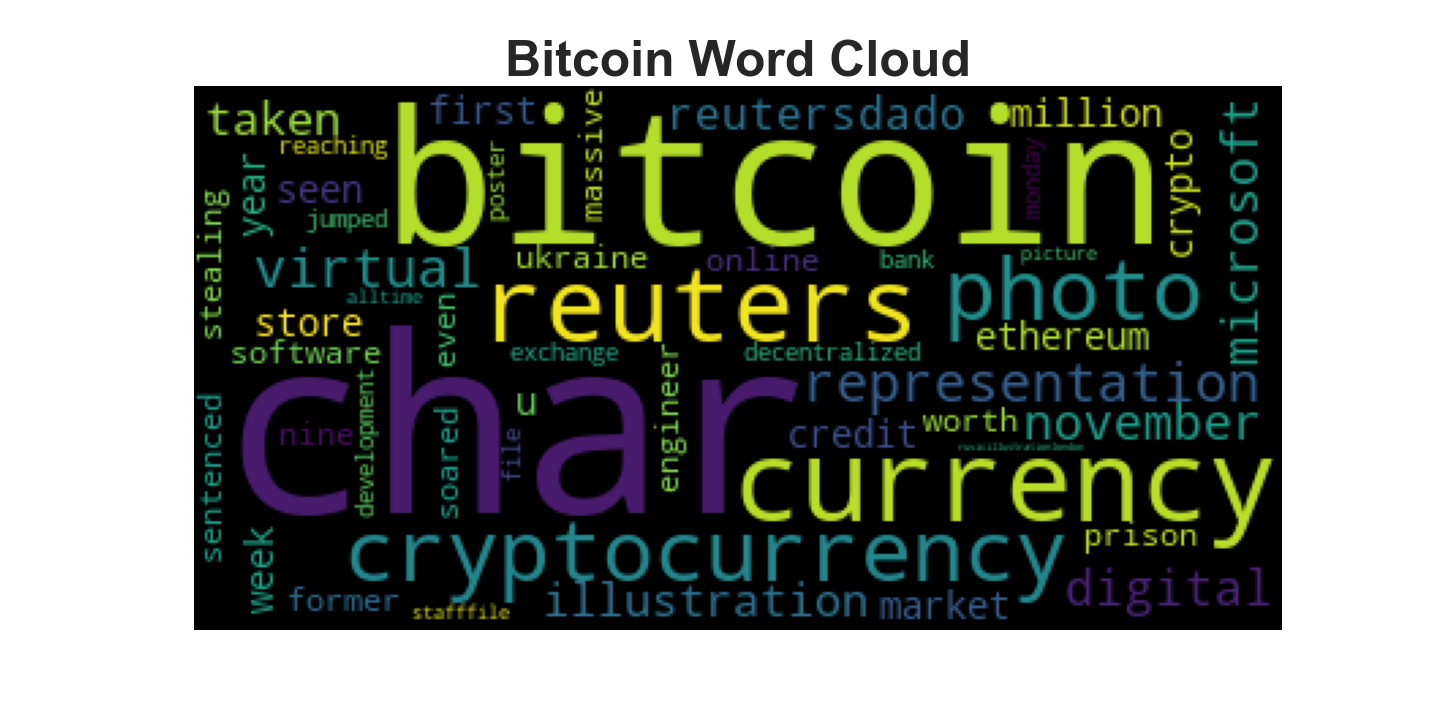 Bitcoin Word Cloud
taken
first
massive
reutersdado
million
microsoft
reaching
bitcoin
crypto
year
seen
poster
monday
jumped
stealing
virtual
ukraine
online
bank
picture
alltime
reuters
photo
store
even
ethereum
software
exchange
decentralized
char
engineer
representation
development
u
worth
november
sentenced
nine
soared
file
credit
currency
cryptocurrency
prison
week
former
stafffile
illustration
market
digital